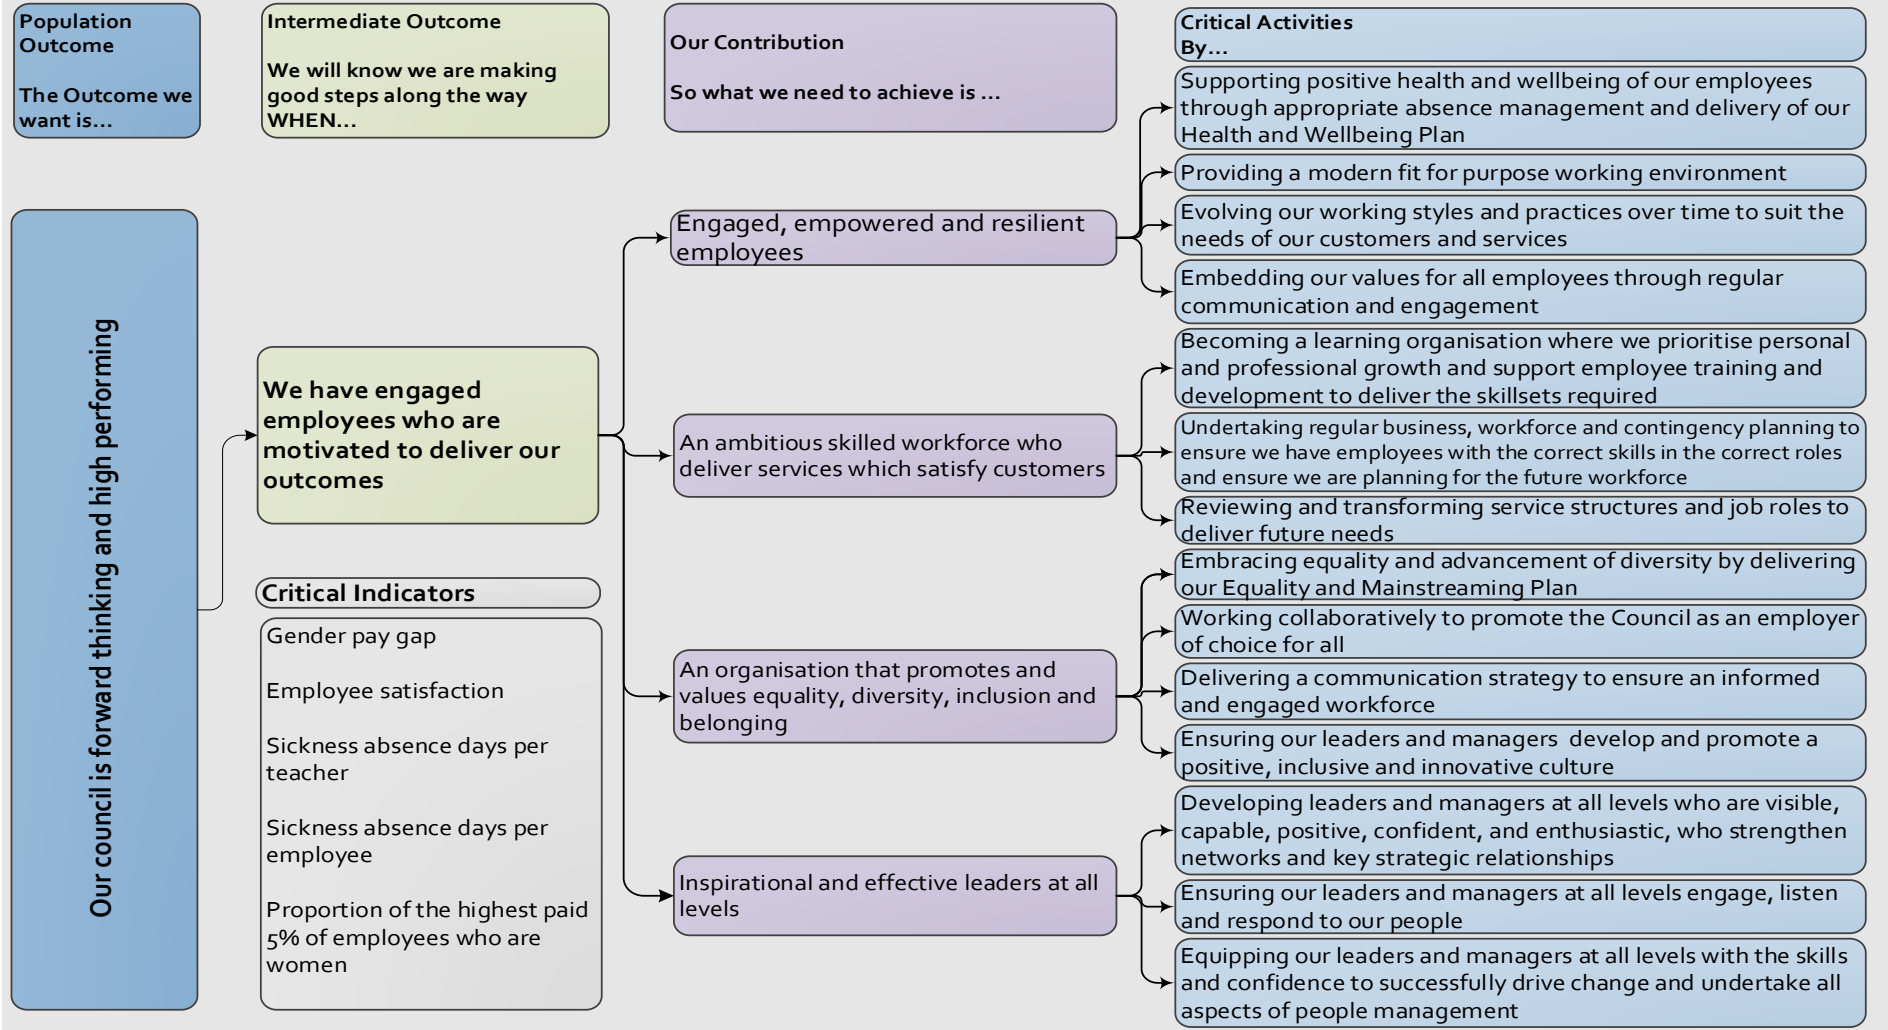 Population
Outcome
The Outcome we
want is...
Intermediate Outcome
We will know we are making
good steps along the way
WHEN...
Our Contribution
So what we need to achieve is ...
Critical Activities
By...
Our council is forward thinking and high performing
We have engaged
employees who are
motivated to deliver our
outcomes
Critical Indicators
Gender pay gap
Employee satisfaction
Sickness absence days per
teacher
Sickness absence days per
employee
Proportion of the highest paid
5% of employees who are
women
Engaged, empowered and resilient
employees
Supporting positive health and wellbeing of our employees
through appropriate absence management and delivery of our
Health and Wellbeing Plan
Providing a modern fit for purpose working environment
Evolving our working styles and practices over time to suit the
needs of our customers and services
Embedding our values for all employees through regular
communication and engagement
An ambitious skilled workforce who
deliver services which satisfy customers
Becoming a learning organisation where we prioritise personal
and professional growth and support employee training and
development to deliver the skillsets required
Undertaking regular business, workforce and contingency planning to
ensure we have employees with the correct skills in the correct roles
and ensure we are planning for the future workforce
Reviewing and transforming service structures and job roles to
deliver future needs
An organisation that promotes and
values equality, diversity, inclusion and
belonging
Embracing equality and advancement of diversity by delivering
our Equality and Mainstreaming Plan
Working collaboratively to promote the Council as an employer
of choice for all
Delivering a communication strategy to ensure an informed
and engaged workforce
Ensuring our leaders and managers  develop and promote a
positive, inclusive and innovative culture
Inspirational and effective leaders at all
levels
Developing leaders and managers at all levels who are visible,
capable, positive, confident, and enthusiastic, who strengthen
networks and key strategic relationships
Ensuring our leaders and managers at all levels engage, listen
and respond to our people
Equipping our leaders and managers at all levels with the skills
and confidence to successfully drive change and undertake all
aspects of people management